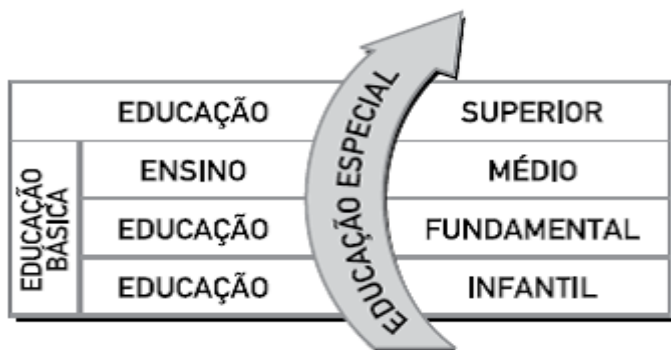 EDUCAÇÃO SUPERIOR
ENSINO MÉDIO
EDUCAÇÃO FUNDAMENTAL
EDUCAÇÃO INFANTIL
EDUCAÇÃO
BÁSICA
EDUCAÇÃO ESPECIAL